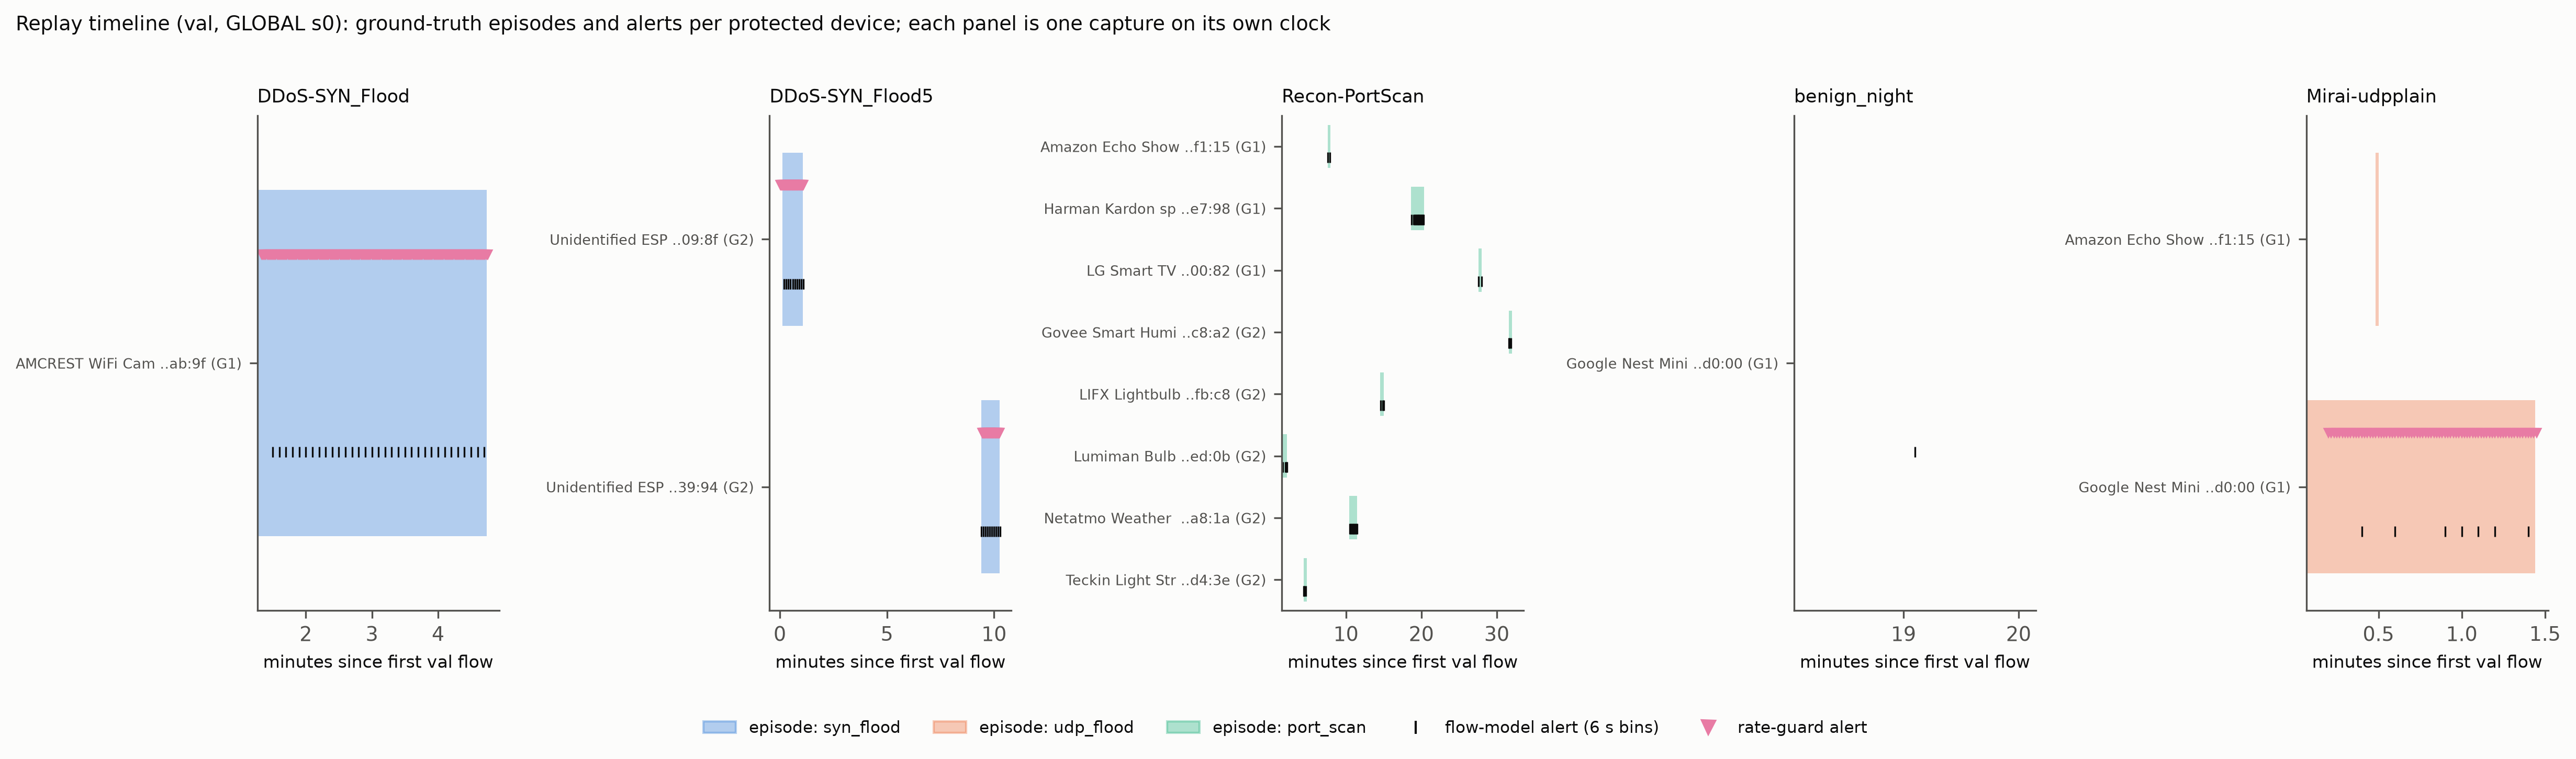 Replay timeline (val, GLOBAL s0): ground-truth episodes and alerts per protected device; each panel is one capture on its own clock
DDoS-SYN_Flood
AMCREST WiFi Cam ..ab:9f (G1)
2 3 4
minutes since first val flow
DDoS-SYN_Flood5
Unidentified ESP ..09:8f (G2)
Unidentified ESP ..39:94 (G2)
0 5 10
minutes since first val flow
Recon-PortScan
Amazon Echo Show ..f1:15 (G1)
Harman Kardon sp ..e7:98 (G1)
LG Smart TV ..00:82 (G1)
Govee Smart Humi ..c8:a2 (G2)
LIFX Lightbulb ..fb:c8 (G2)
Lumiman Bulb ..ed:0b (G2)
Netatmo Weather  ..a8:1a (G2)
Teckin Light Str ..d4:3e (G2)
10 20 30
minutes since first val flow
benign_night
Google Nest Mini ..d0:00 (G1)
19 20
minutes since first val flow
Mirai-udpplain
Amazon Echo Show ..f1:15 (G1)
Google Nest Mini ..d0:00 (G1)
0.5 1.0 1.5
minutes since first val flow
episode: syn_flood
episode: udp_flood
episode: port_scan
flow-model alert (6 s bins)
rate-guard alert